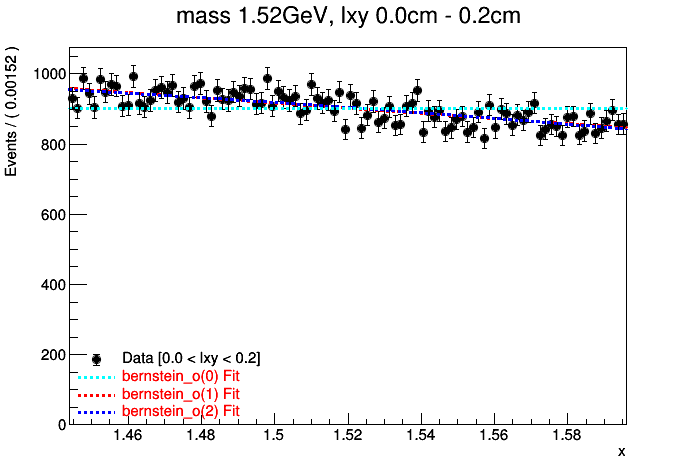 mass 1.52GeV, lxy 0.0cm - 0.2cm
Events / ( 0.00152 )
1000
800
600
400
200
0
Data [0.0 < lxy < 0.2]
bernstein_o(0) Fit
bernstein_o(1) Fit
bernstein_o(2) Fit
1.46 1.48 1.5 1.52 1.54 1.56 1.58
x